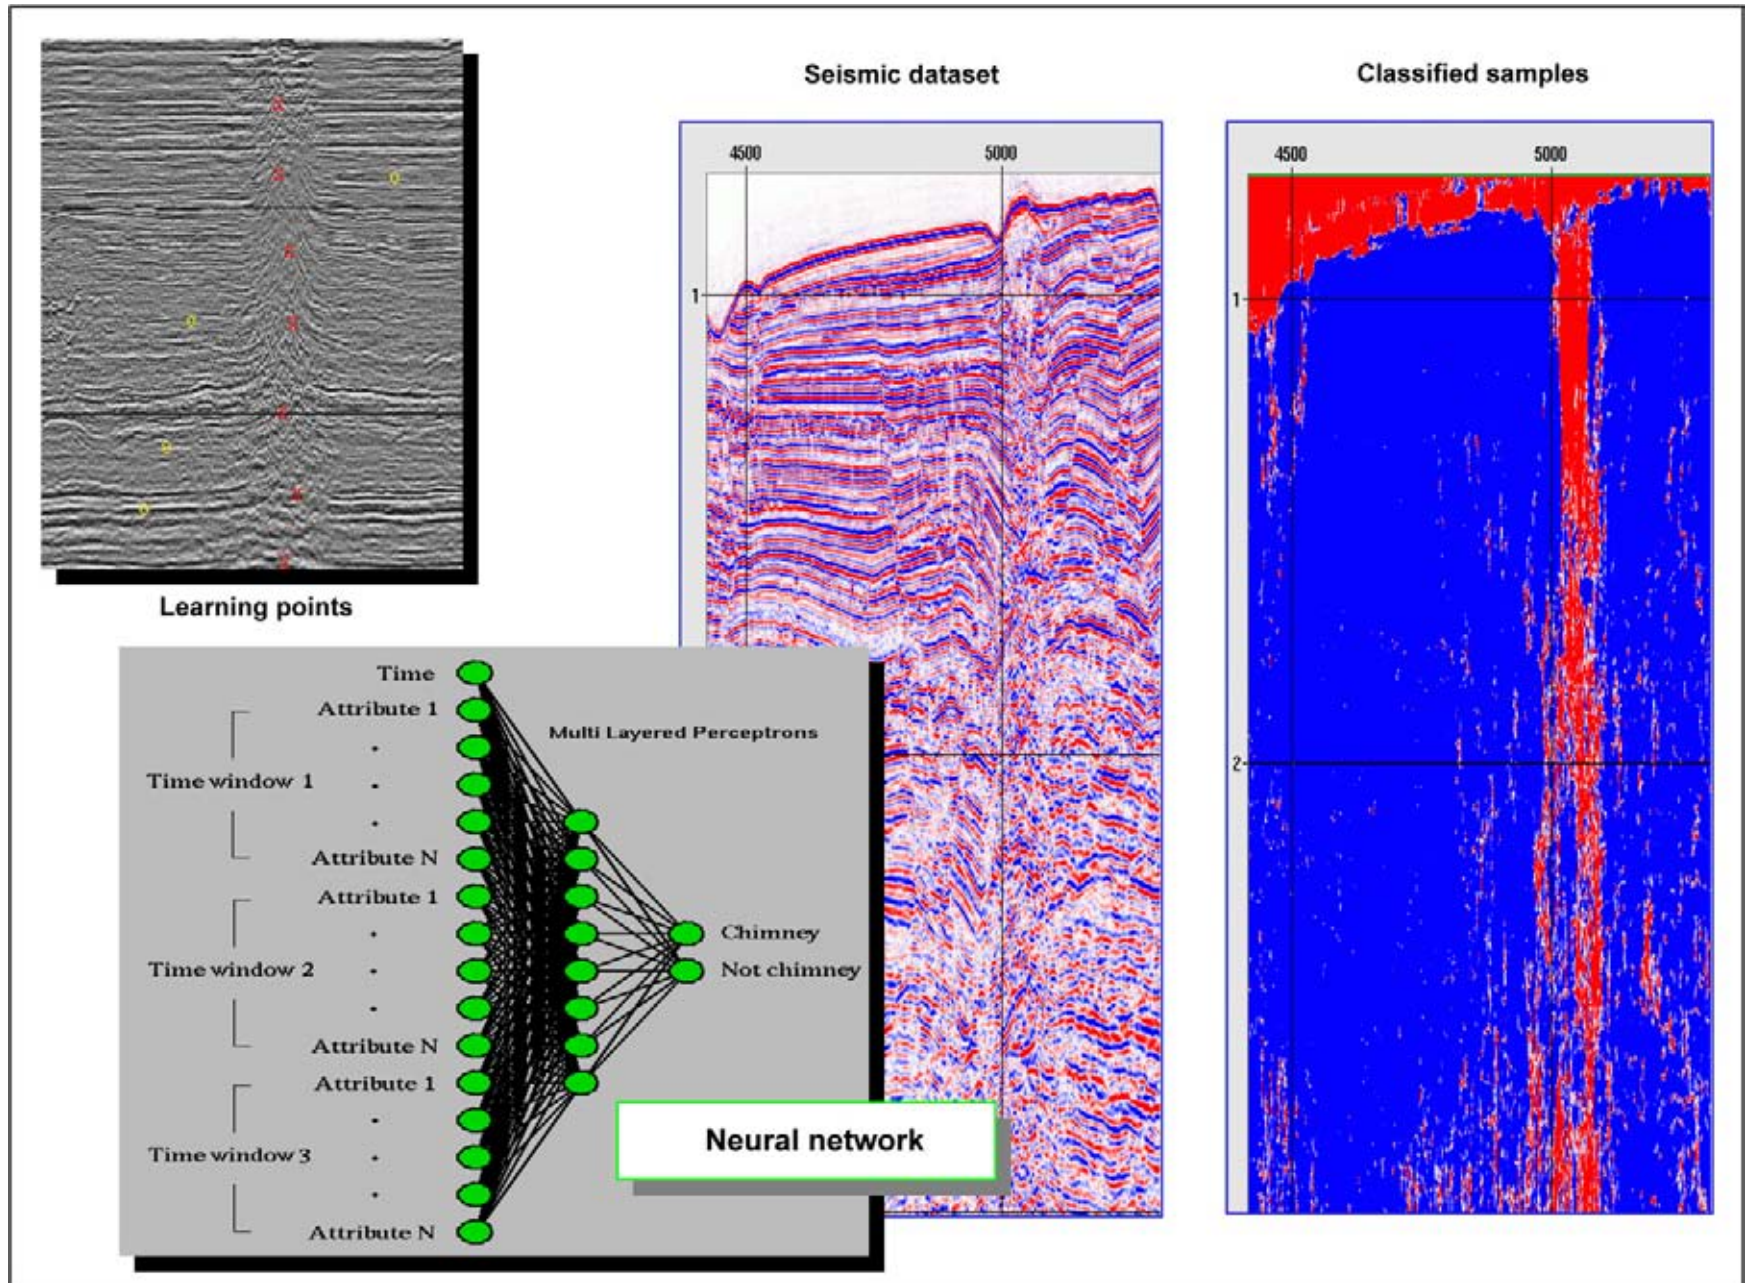 Seismic dataset
Classified samples
4500 5000
4500 5000
1
1
2
Learning points
Time
Attribute 1
Multi Layered Perceptrons
Time window 1
Attribute N
Attribute 1
Chimney
Time window 2
Not chimney
Attribute N
Attribute 1
Neural network
Time window 3
Attribute N